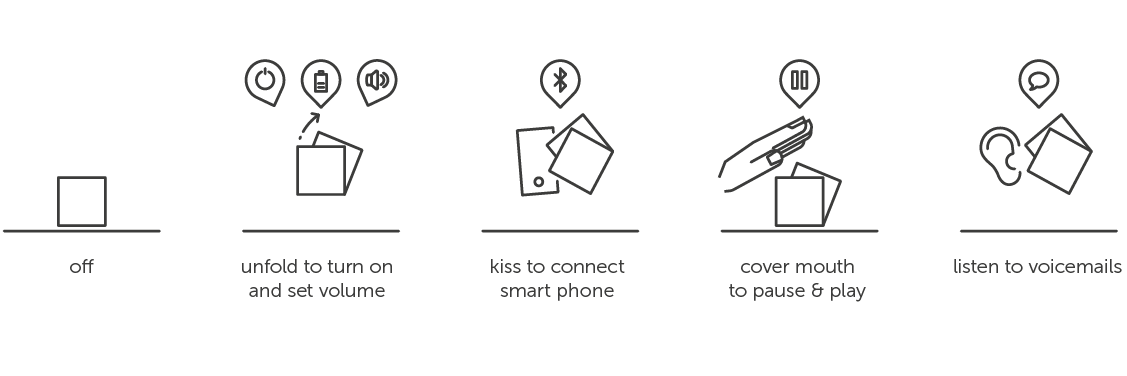 off
unfold to turn on
and set volume
kiss to connect
smart phone
cover mouth
to pause & play
listen to voicemails